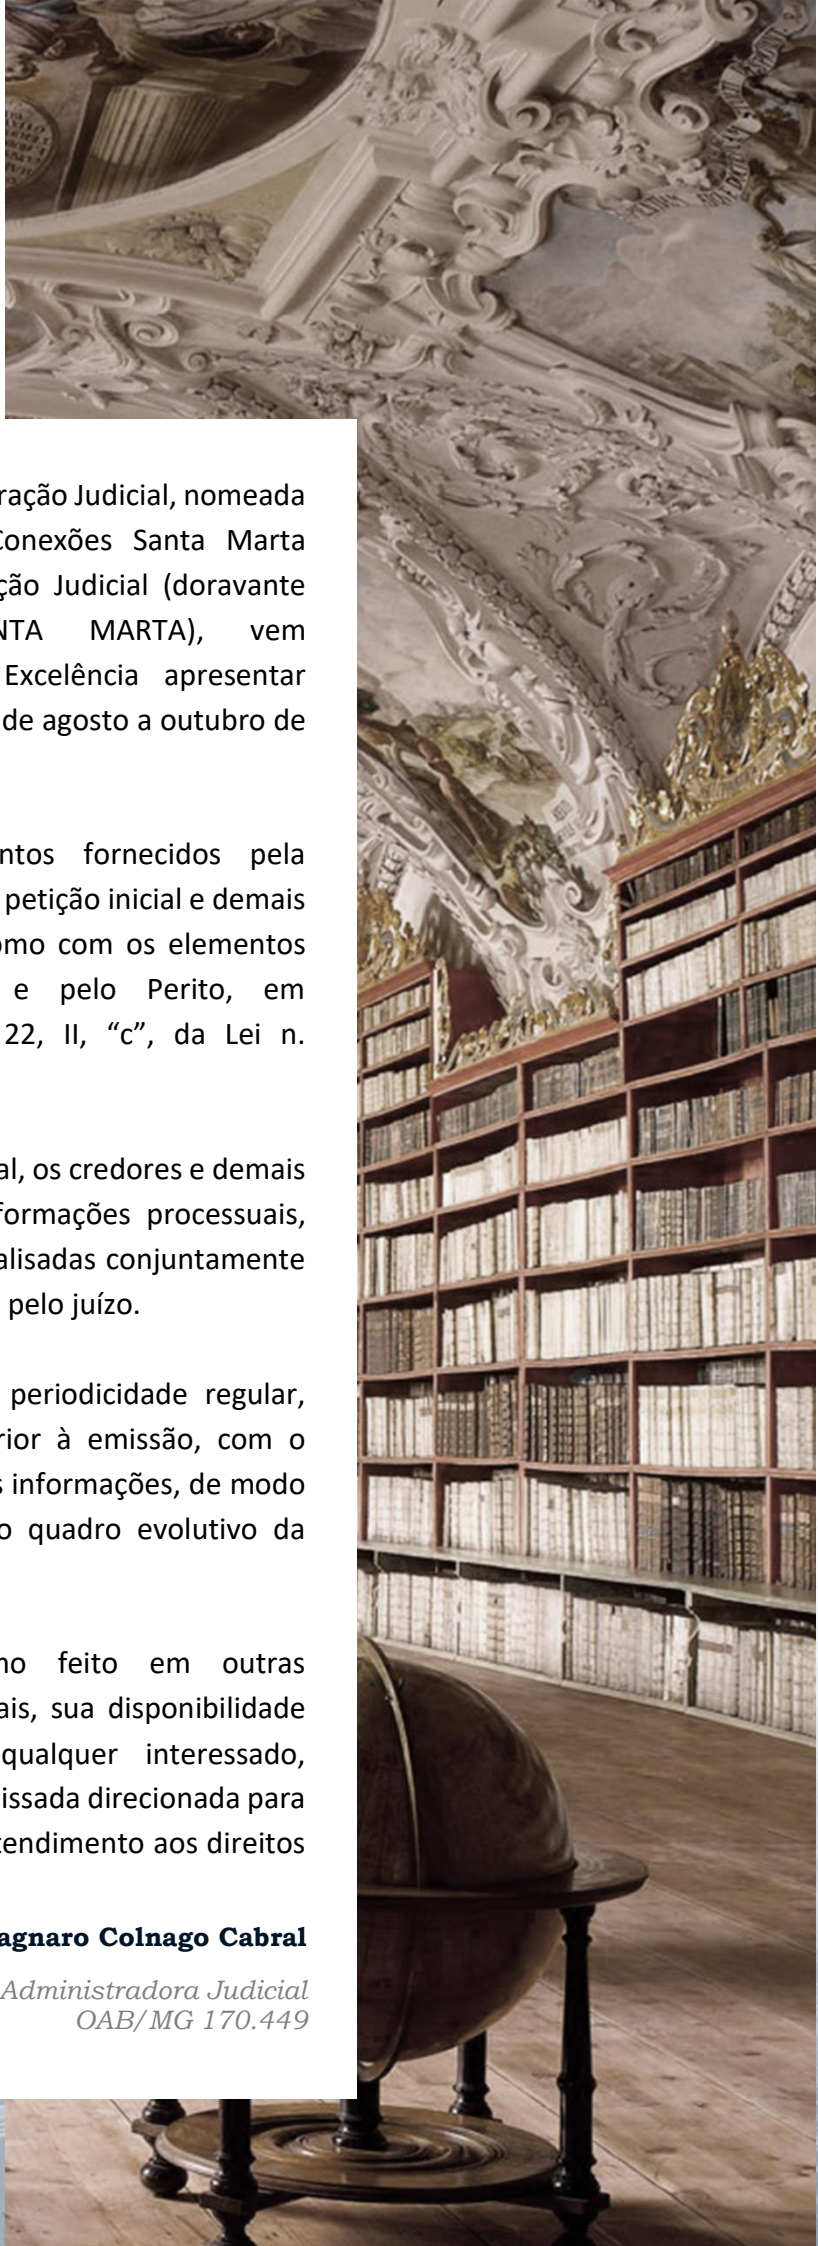 ração Judicial, nomeada
Conexões Santa Marta
ção Judicial (doravante
NTA MARTA), vem
Excelência apresentar
de agosto a outubro de
ntos fornecidos pela
petição inicial e demais
omo com os elementos
e pelo Perito, em
22, II, “c”, da Lei n.
al, os credores e demais
formações processuais,
alisadas conjuntamente
pelo juízo.
periodicidade regular,
rior à emissão, com o
s informações, de modo
o quadro evolutivo da
no feito em outras
ais, sua disponibilidade
qualquer interessado,
issada direcionada para
tendimento aos direitos
agnaro Colnago Cabral
Administradora Judicial
OAB/MG 170.449